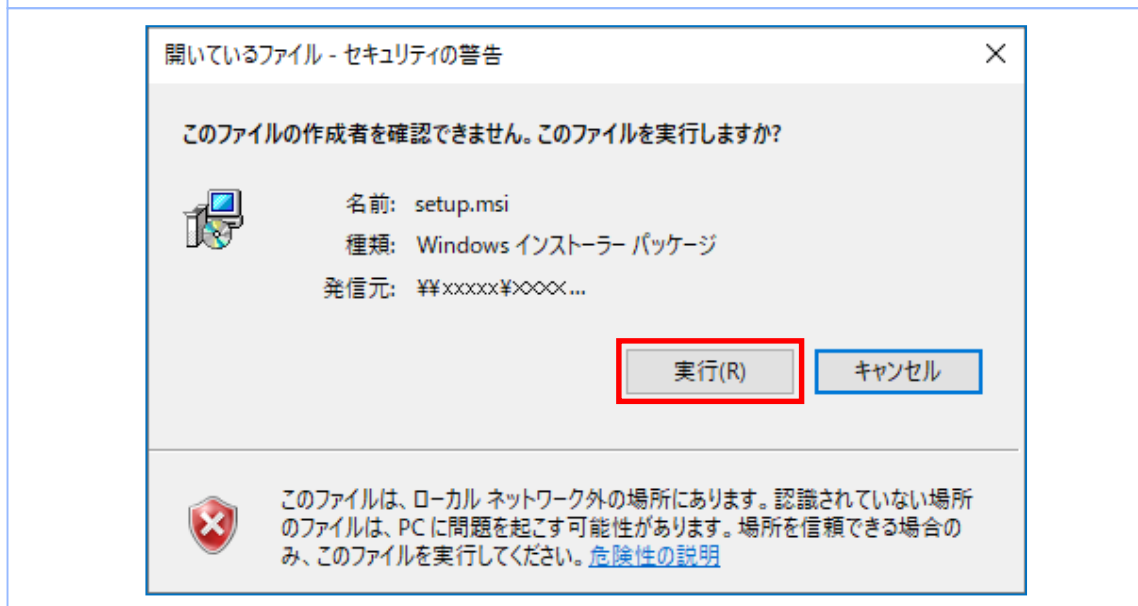 開いているファイル - セキュリティの警告
このファイルの作成者を確認できません。このファイルを実行しますか?
名前: setup.msi
種類: Windows インストーラー パッケージ
発信元: ¥¥xxxxx¥xxxx...
実行(R) キャンセル
このファイルは、ローカル ネットワーク外の場所にあります。認識されていない場所
のファイルは、PC に問題を起こす可能性があります。場所を信頼できる場合の
み、このファイルを実行してください。危険性の説明